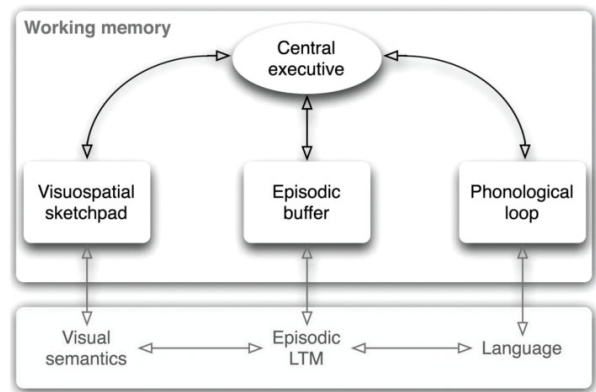 Working memory
Central
executive
Visuospatial
sketchpad
Episodic
buffer
Phonological
loop
Visual
semantics
Episodic
LTM
Language